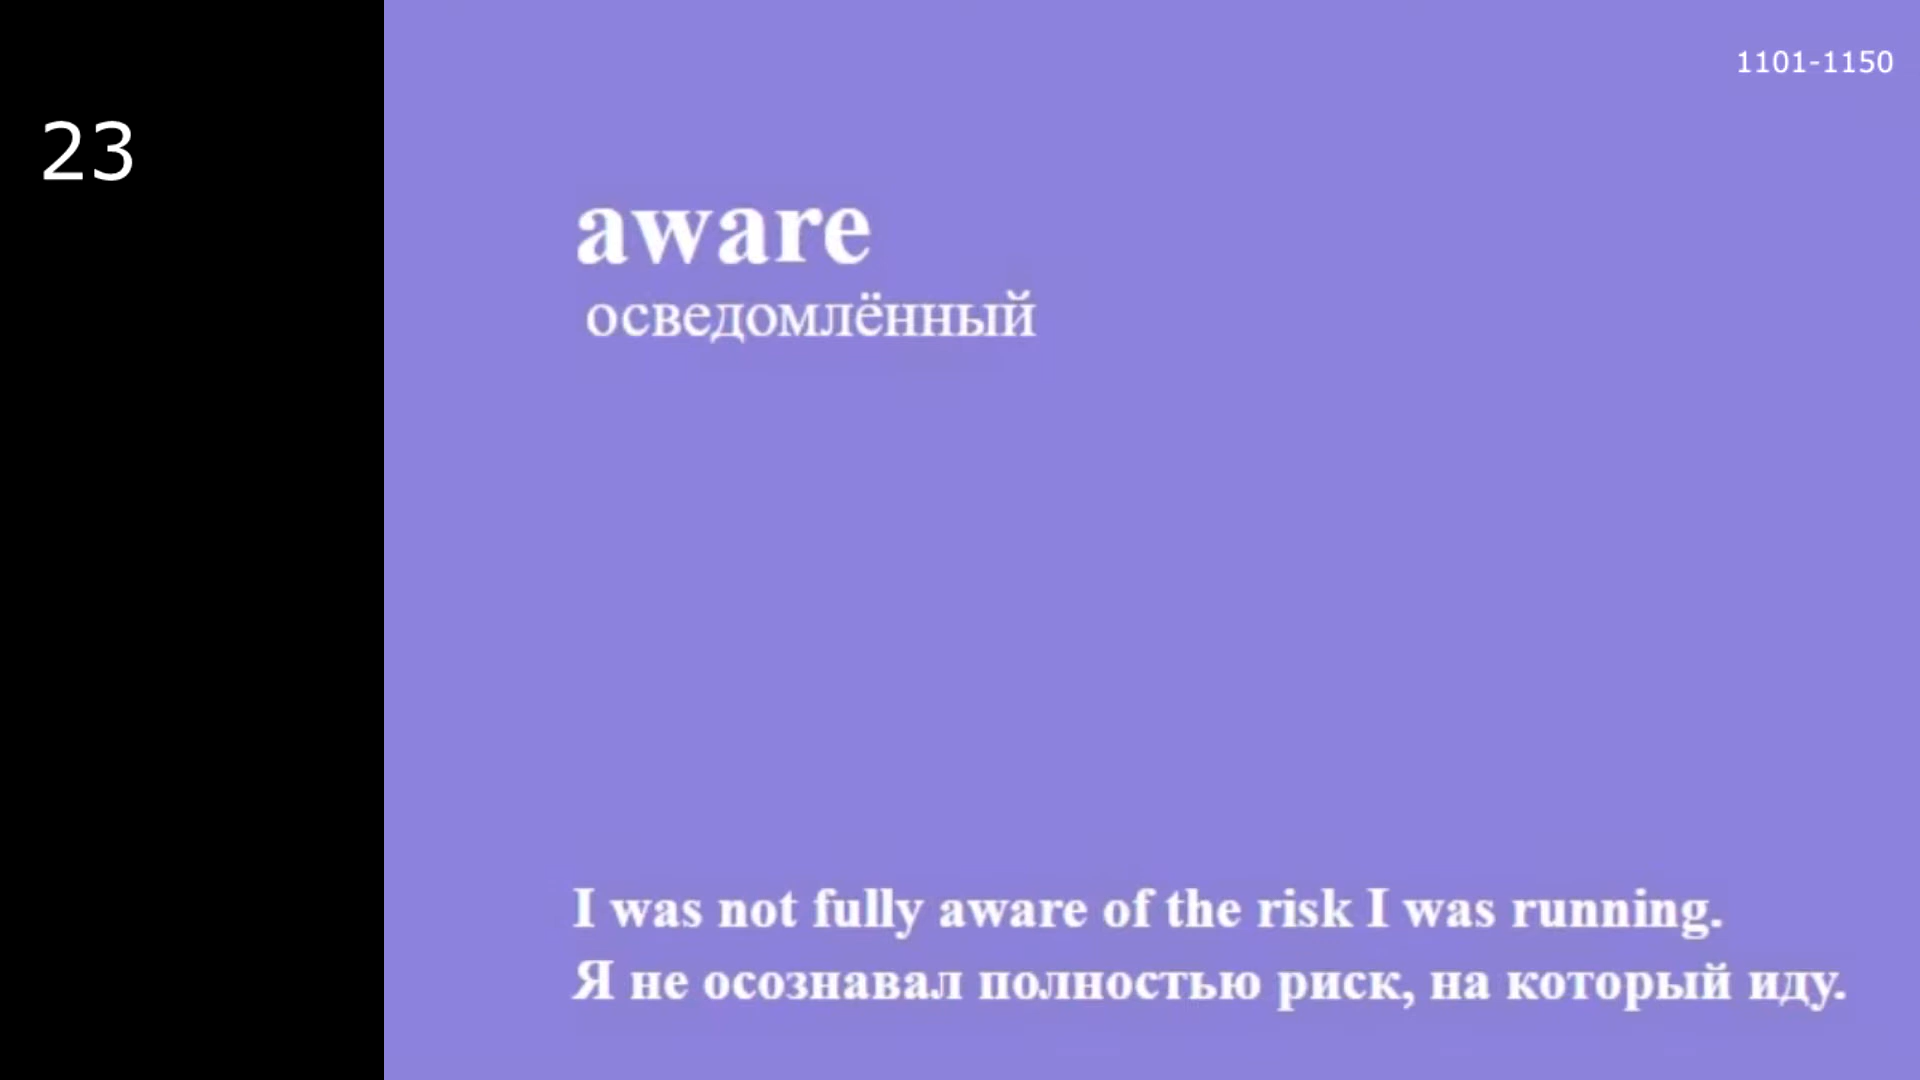 1101-1150
23
aware
осведомлённый
I was not fully aware of the risk I was running.
Я не осознавал полностью риск, на который иду.